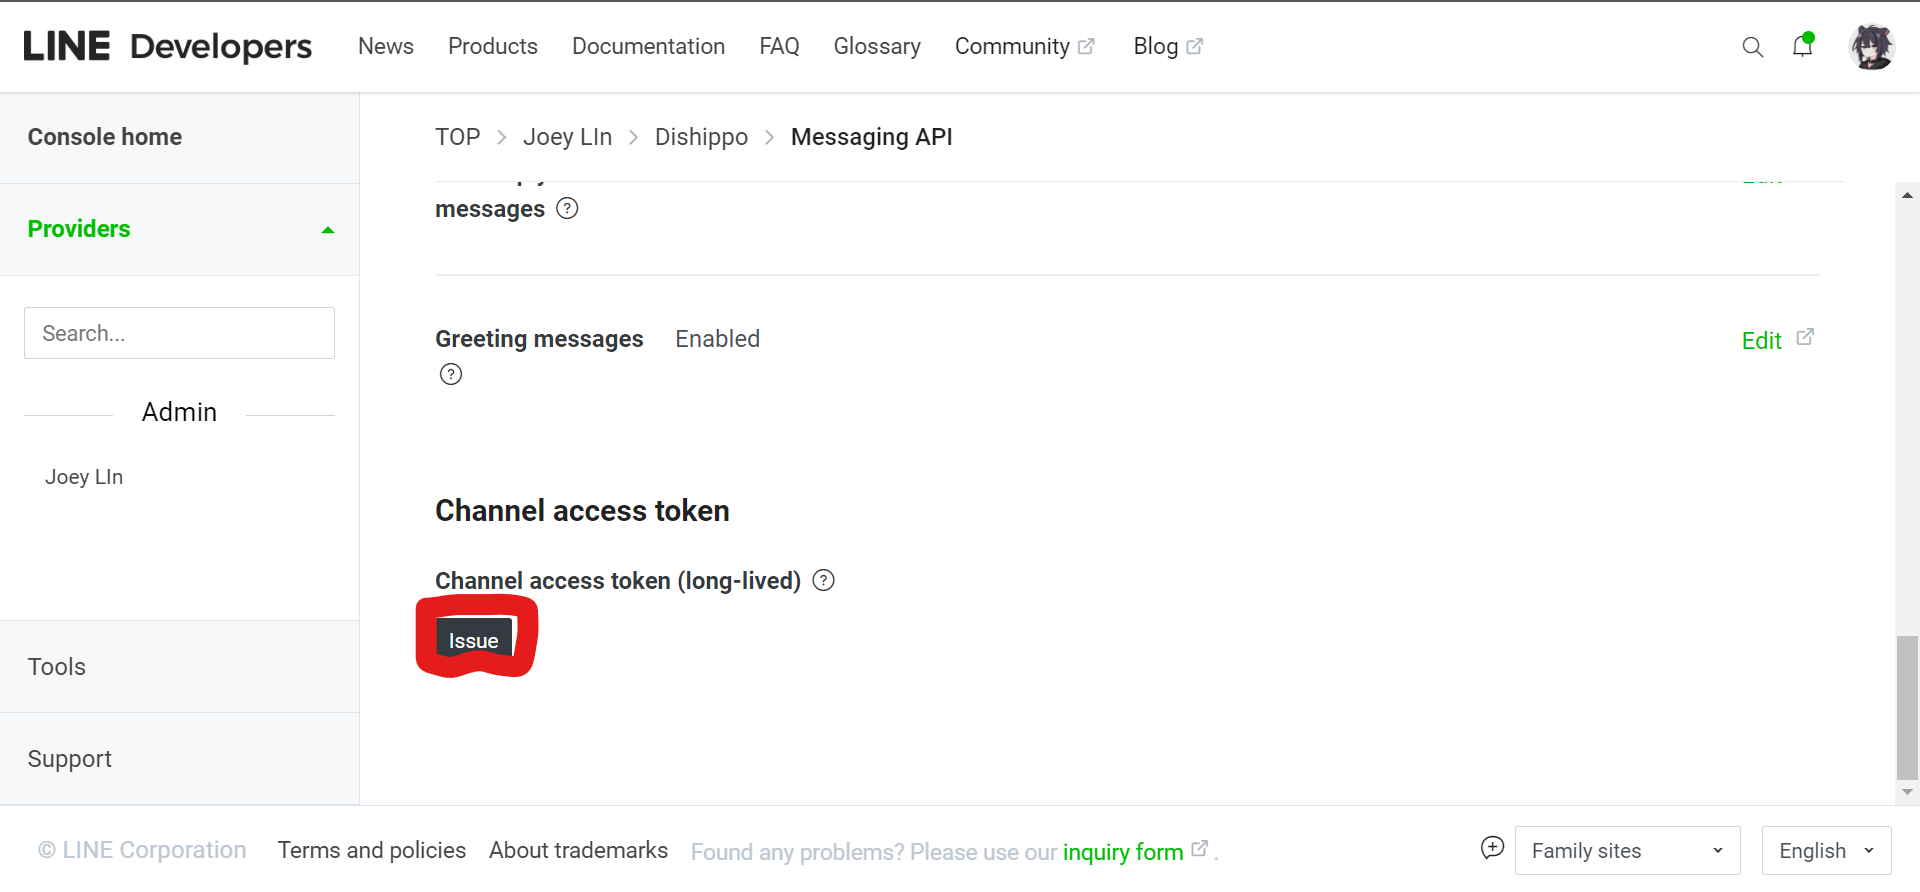 LINE Developers News Products Documentation FAQ Glossary Community Blog
Console home
TOP > Joey LIn > Dishippo > Messaging API
messages ?
Providers
Search...
Greeting messages Enabled Edit
?
Admin
Joey LIn
Channel access token
Channel access token (long-lived) ?
Issue
Tools
Support
© LINE Corporation Terms and policies About trademarks Found any problems? Please use our inquiry form . Family sites English